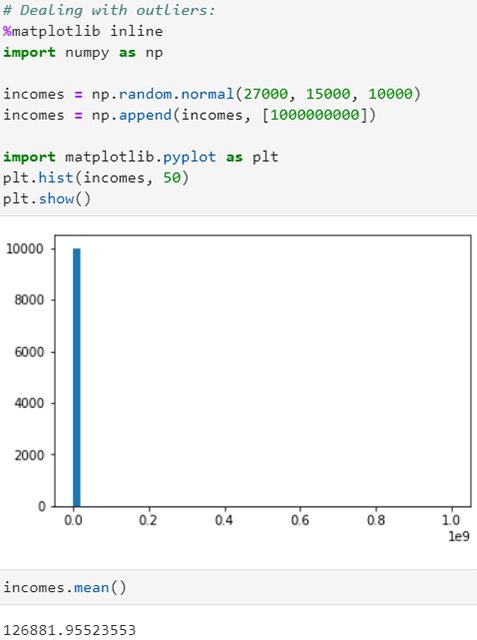 # Dealing with outliers:
%matplotlib inline
import numpy as np
incomes = np.random.normal(27000, 15000, 10000)
incomes = np.append(incomes, [1000000000])
import matplotlib.pyplot as plt
plt.hist(incomes, 50)
plt.show()
10000
8000
6000
4000
2000
0
0.0 0.2 0.4 0.6 0.8 1.0
1e9
incomes.mean()
126881.95523553